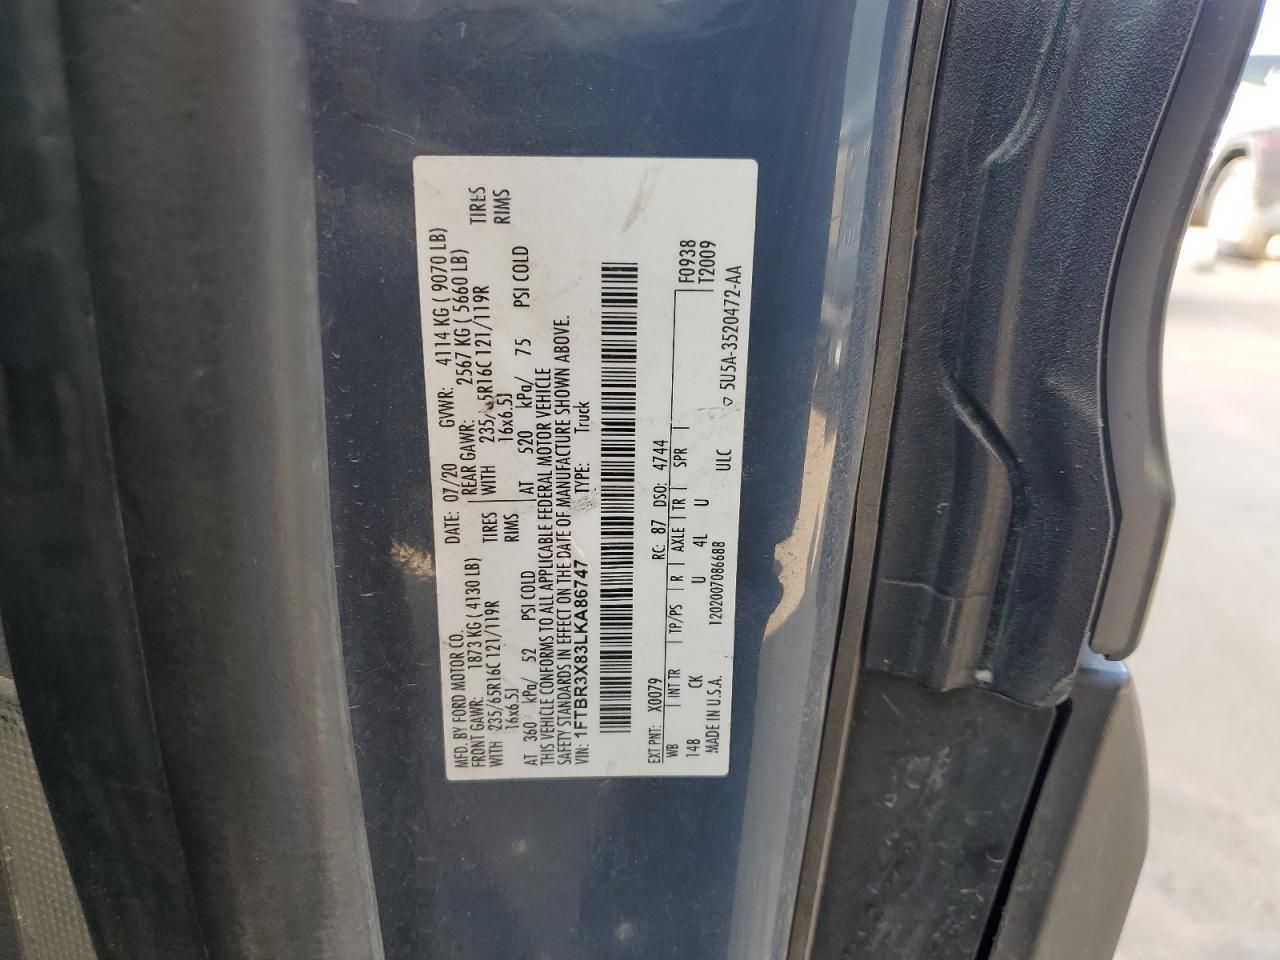 MFD. BY FORD MOTOR CO. DATE: 07/20 GVWR: 4114 KG ( 9070 LB)
FRONT GAWR: 1873 KG ( 4130 LB) REAR GAWR: 2567 KG ( 5660 LB)
WITH 235/65R16C 121/119R TIRES WITH 235/65R16C 121/119R TIRES
16x6.5J RIMS 16x6.5J RIMS
AT 360 kPa/ 52 PSI COLD AT 520 kPa/ 75 PSI COLD
THIS VEHICLE CONFORMS TO ALL APPLICABLE FEDERAL MOTOR VEHICLE
SAFETY STANDARDS IN EFFECT ON THE DATE OF MANUFACTURE SHOWN ABOVE.
VIN: 1FTBR3X83LKA86747 TYPE: Truck
EXT PNT: X0079 RC: 87 DSO: 4744 F0938
WB INT TR TP/PS R AXLE TR SPR T2009
148 CK U 4L U
MADE IN U.S.A. 1202007086688 ULC ▽ 5U5A-3520472-AA